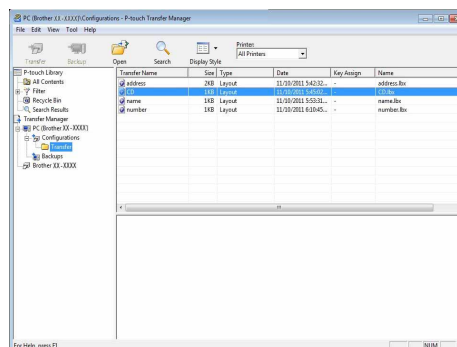 PC (Brother XX-XXXX)\Configurations - P-touch Transfer Manager
File Edit View Tool Help
Transfer Backup Open Search Display Style Printer: All Printers
P-touch Library
All Contents
Filter
Recycle Bin
Search Results
Transfer Manager
PC (Brother XX-XXXX)
Configurations
Transfer
Backups
Brother XX-XXXX
Transfer Name Size Type Date Key Assign Name
address 2KB Layout 11/10/2011 5:42:32... - address.lbx
CD 1KB Layout 11/10/2011 5:45:02... - CD.lbx
name 1KB Layout 11/10/2011 5:53:31... - name.lbx
number 1KB Layout 11/10/2011 6:10:45... - number.lbx
For Help, press F1 NUM